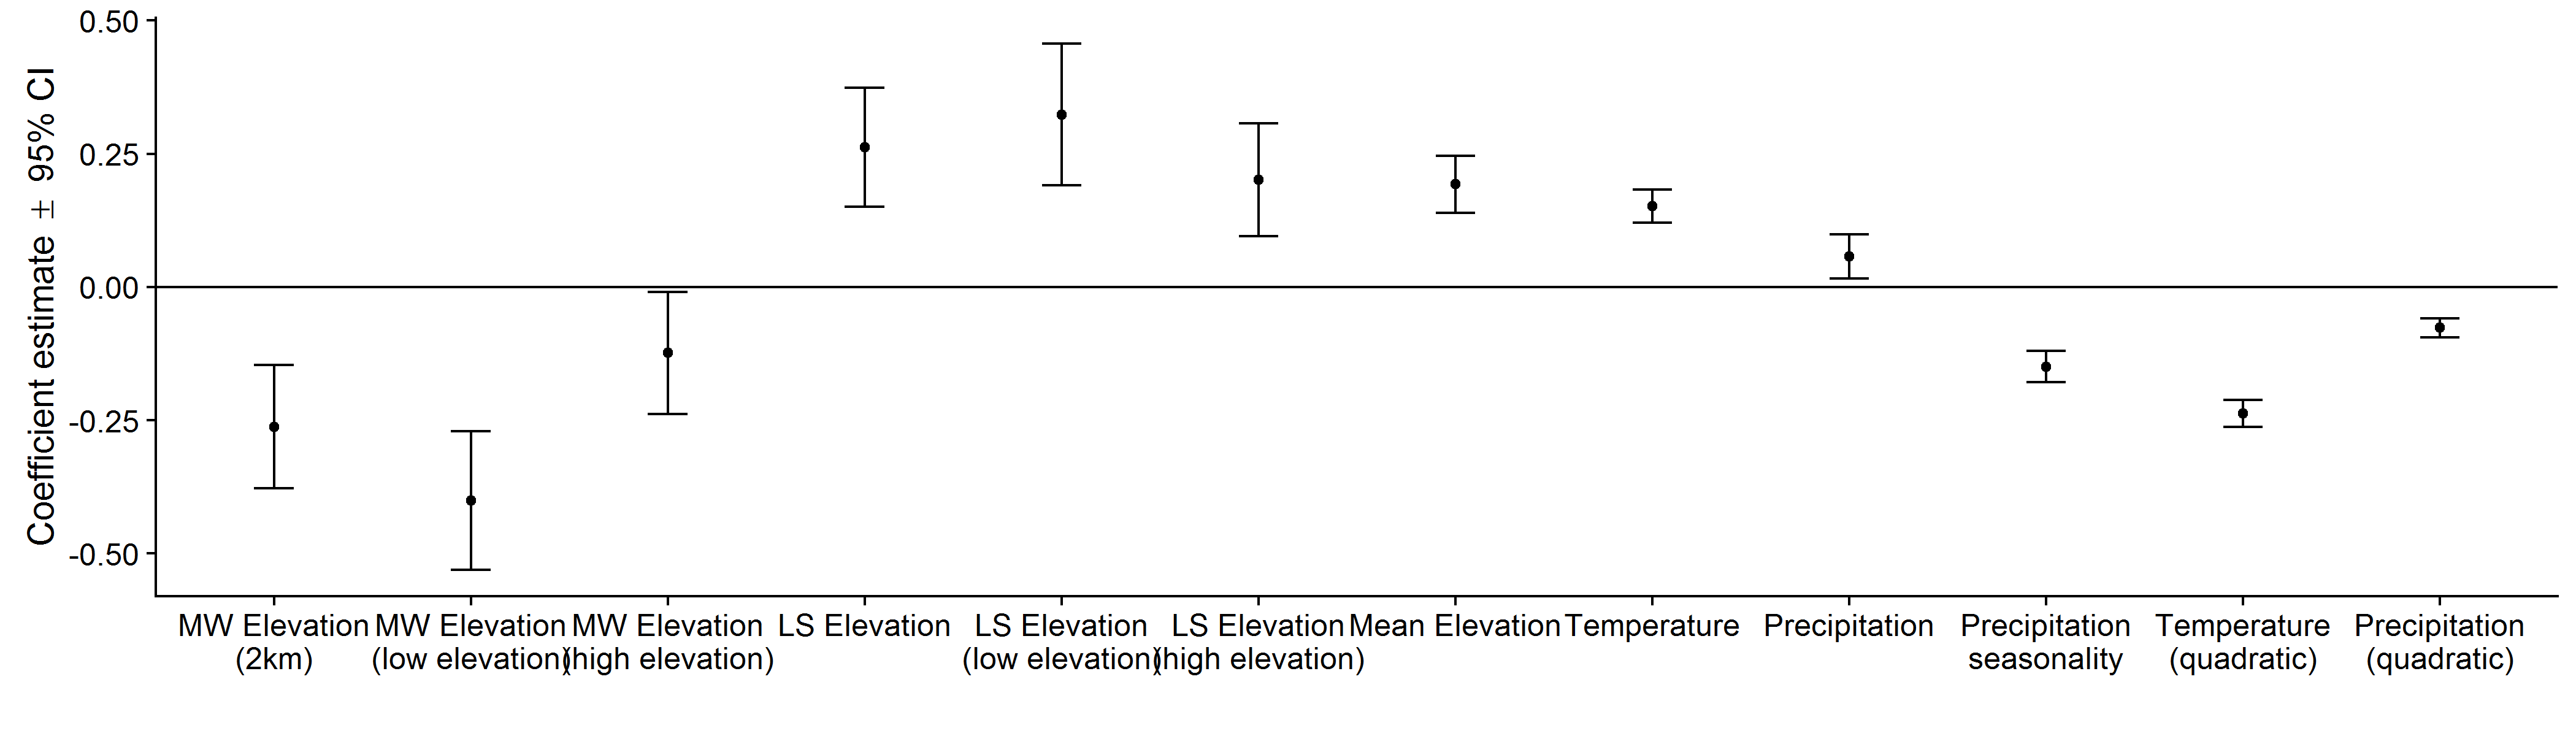 Coefficient estimate ± 95% CI
0.50
0.25
0.00
-0.25
-0.50
MW Elevation
(2km)
MW Elevation
(low elevation)
MW Elevation
(high elevation)
LS Elevation
LS Elevation
(low elevation)
LS Elevation
(high elevation)
Mean Elevation
Temperature
Precipitation
Precipitation
seasonality
Temperature
(quadratic)
Precipitation
(quadratic)